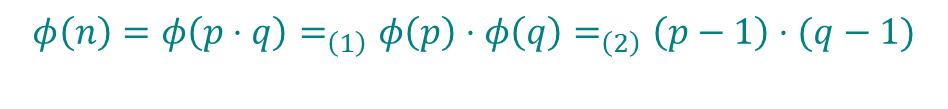 ϕ(n) = ϕ(p · q) =₍₁₎ ϕ(p) · ϕ(q) =₍₂₎ (p − 1) · (q − 1)